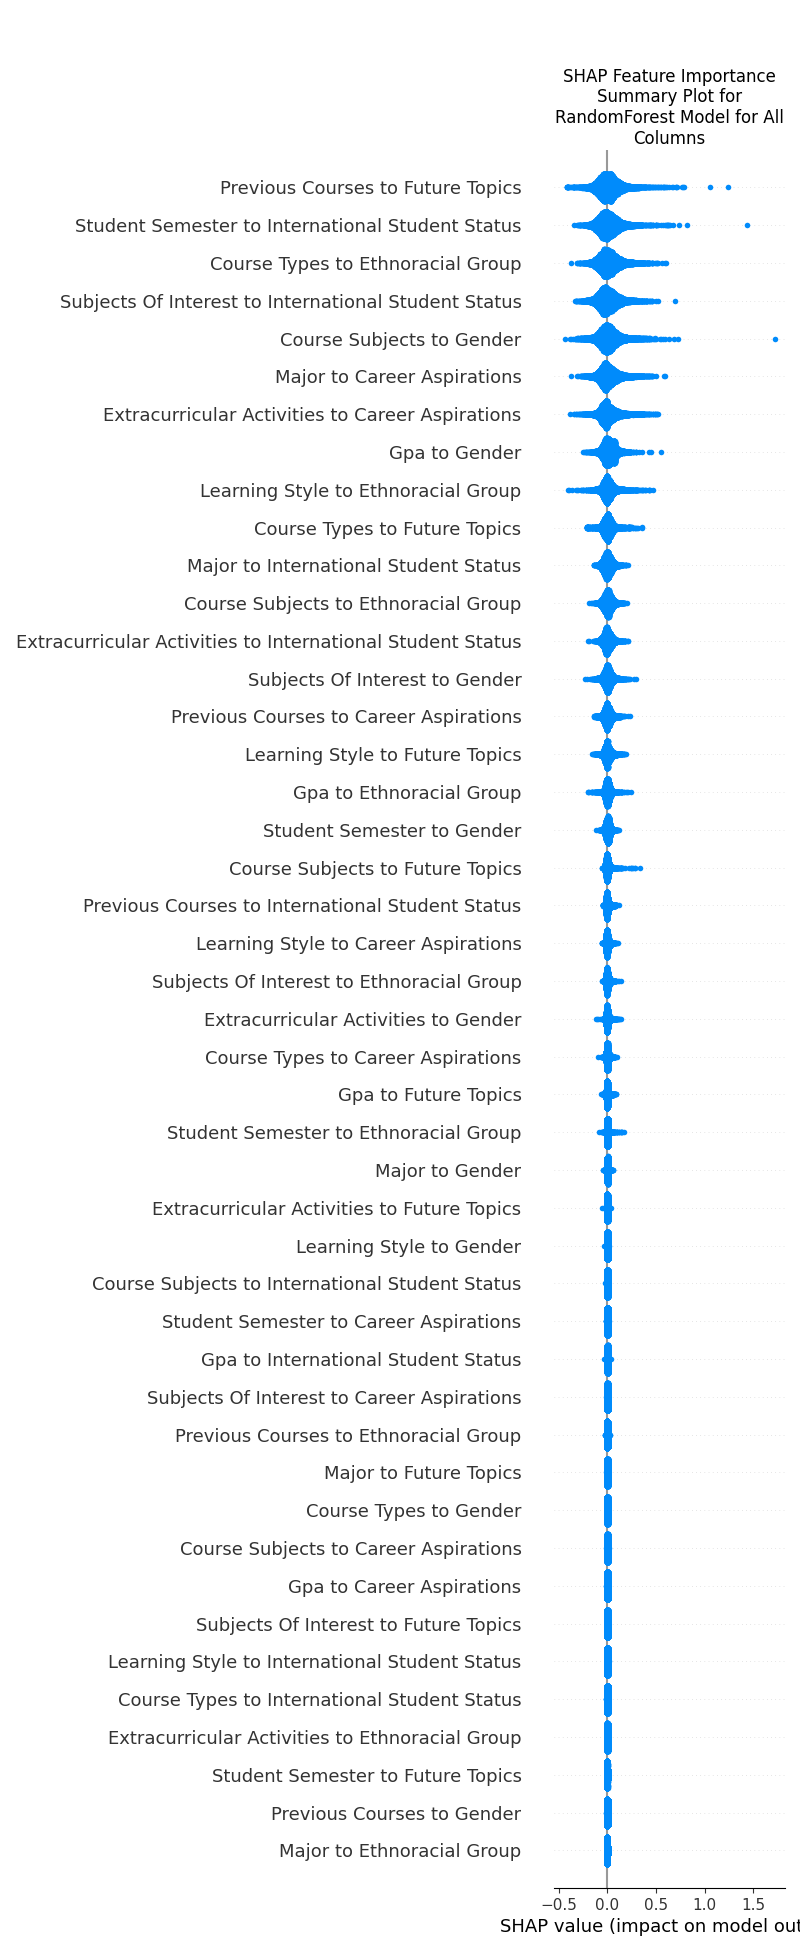 SHAP Feature Importance
Summary Plot for
RandomForest Model for All
Columns
Previous Courses to Future Topics
Student Semester to International Student Status
Course Types to Ethnoracial Group
Subjects Of Interest to International Student Status
Course Subjects to Gender
Major to Career Aspirations
Extracurricular Activities to Career Aspirations
Gpa to Gender
Learning Style to Ethnoracial Group
Course Types to Future Topics
Major to International Student Status
Course Subjects to Ethnoracial Group
Extracurricular Activities to International Student Status
Subjects Of Interest to Gender
Previous Courses to Career Aspirations
Learning Style to Future Topics
Gpa to Ethnoracial Group
Student Semester to Gender
Course Subjects to Future Topics
Previous Courses to International Student Status
Learning Style to Career Aspirations
Subjects Of Interest to Ethnoracial Group
Extracurricular Activities to Gender
Course Types to Career Aspirations
Gpa to Future Topics
Student Semester to Ethnoracial Group
Major to Gender
Extracurricular Activities to Future Topics
Learning Style to Gender
Course Subjects to International Student Status
Student Semester to Career Aspirations
Gpa to International Student Status
Subjects Of Interest to Career Aspirations
Previous Courses to Ethnoracial Group
Major to Future Topics
Course Types to Gender
Course Subjects to Career Aspirations
Gpa to Career Aspirations
Subjects Of Interest to Future Topics
Learning Style to International Student Status
Course Types to International Student Status
Extracurricular Activities to Ethnoracial Group
Student Semester to Future Topics
Previous Courses to Gender
Major to Ethnoracial Group
−0.5 0.0 0.5 1.0 1.5
SHAP value (impact on model out